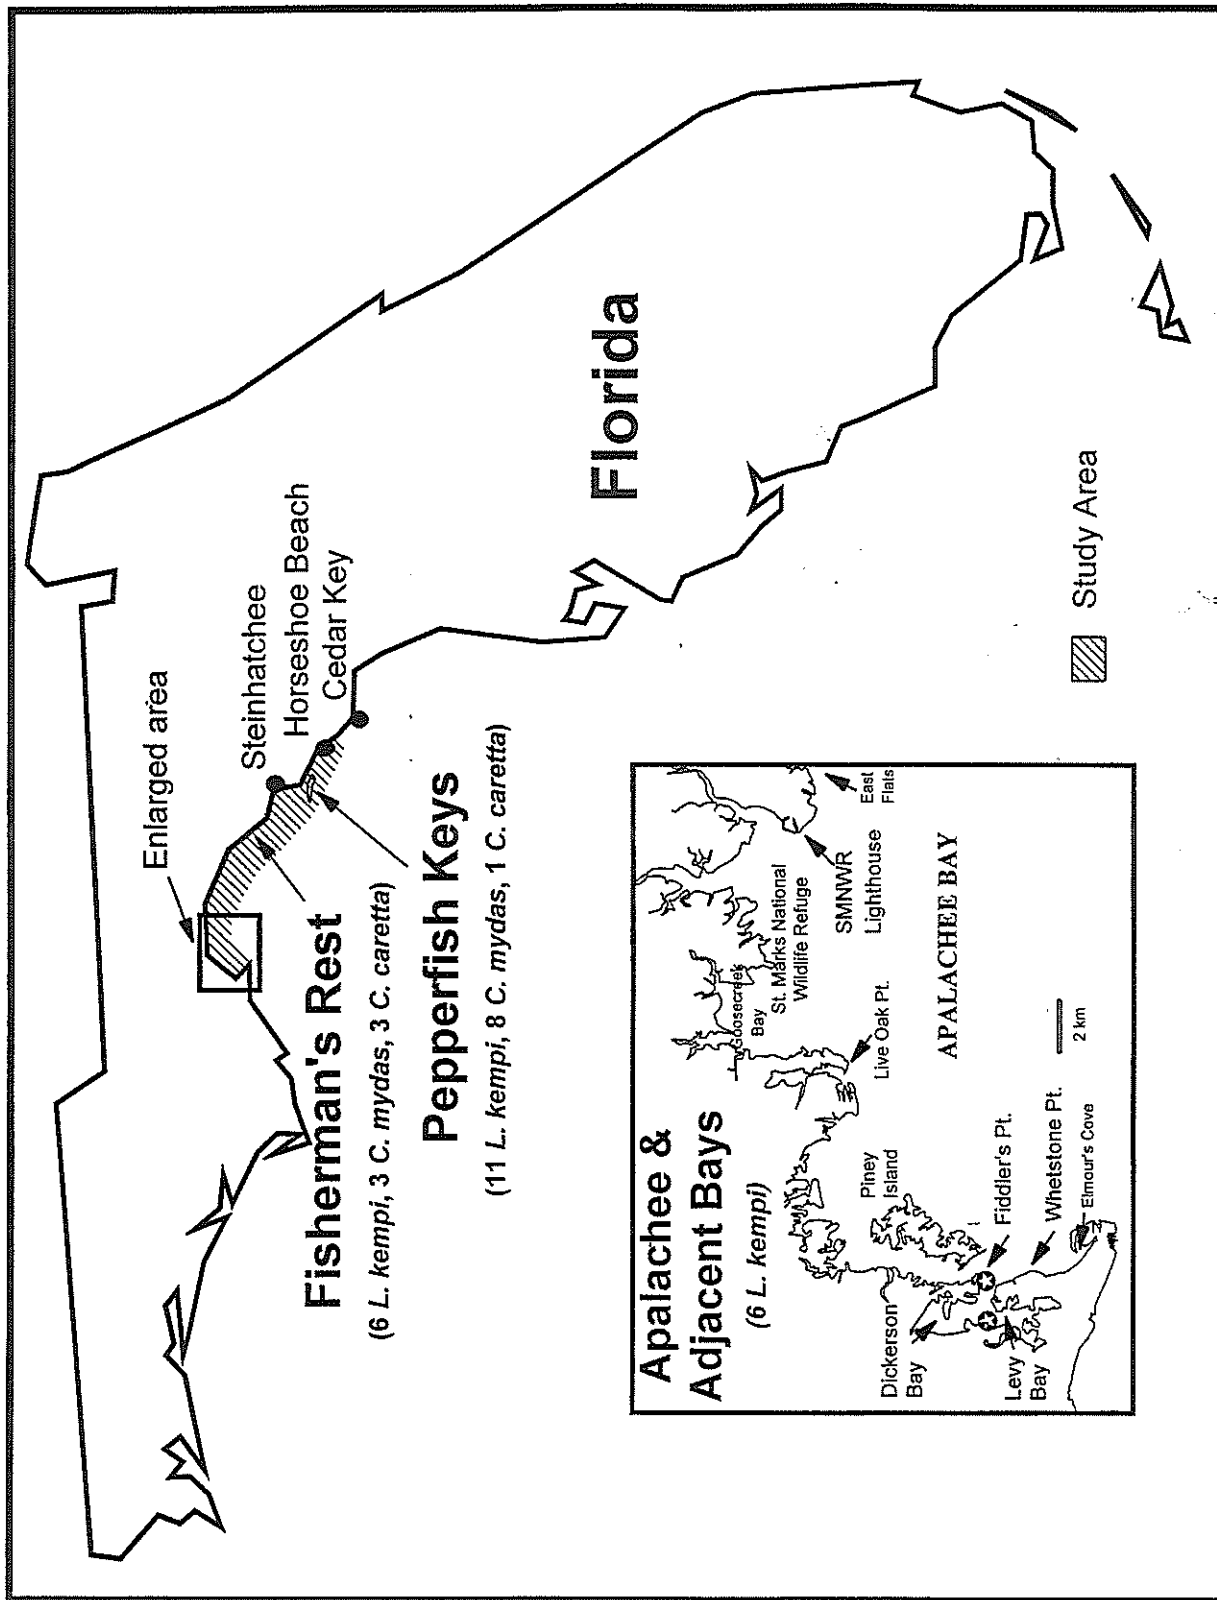 Enlarged area
Steinhatchee
Horseshoe Beach
Cedar Key
Fisherman's Rest
(6 L. kempi, 3 C. mydas, 3 C. caretta)
Pepperfish Keys
(11 L. kempi, 8 C. mydas, 1 C. caretta)
Florida
Study Area
Apalachee &
Adjacent Bays
(6 L. kempi)
Goosecreek
Bay
St. Marks National
Wildlife Refuge
SMNWR
Lighthouse
East
Flats
Live Oak Pt.
Piney
Island
Dickerson
Bay
Levy
Bay
Fiddler's Pt.
Whetstone Pt.
Elmour's Cove
APALACHEE BAY
2 km